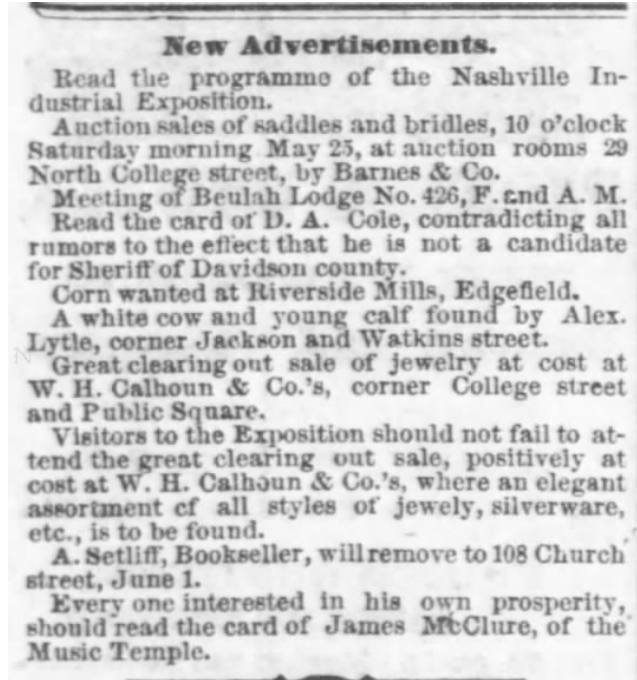 New Advertisements.
Read the programme of the Nashville In-
dustrial Exposition.
Auction sales of saddles and bridles, 10 o'clock
Saturday morning May 25, at auction rooms 29
North College street, by Barnes & Co.
Meeting of Beulah Lodge No. 426, F. and A. M.
Read the card of D. A. Cole, contradicting all
rumors to the effect that he is not a candidate
for Sheriff of Davidson county.
Corn wanted at Riverside Mills, Edgefield.
A white cow and young calf found by Alex.
Lytle, corner Jackson and Watkins street.
Great clearing out sale of jewelry at cost at
W. H. Calhoun & Co.'s, corner College street
and Public Square.
Visitors to the Exposition should not fail to at-
tend the great clearing out sale, positively at
cost at W. H. Calhoun & Co.'s, where an elegant
assortment of all styles of jewely, silverware,
etc., is to be found.
A. Setliff, Bookseller, will remove to 108 Church
street, June 1.
Every one interested in his own prosperity,
should read the card of James McClure, of the
Music Temple.